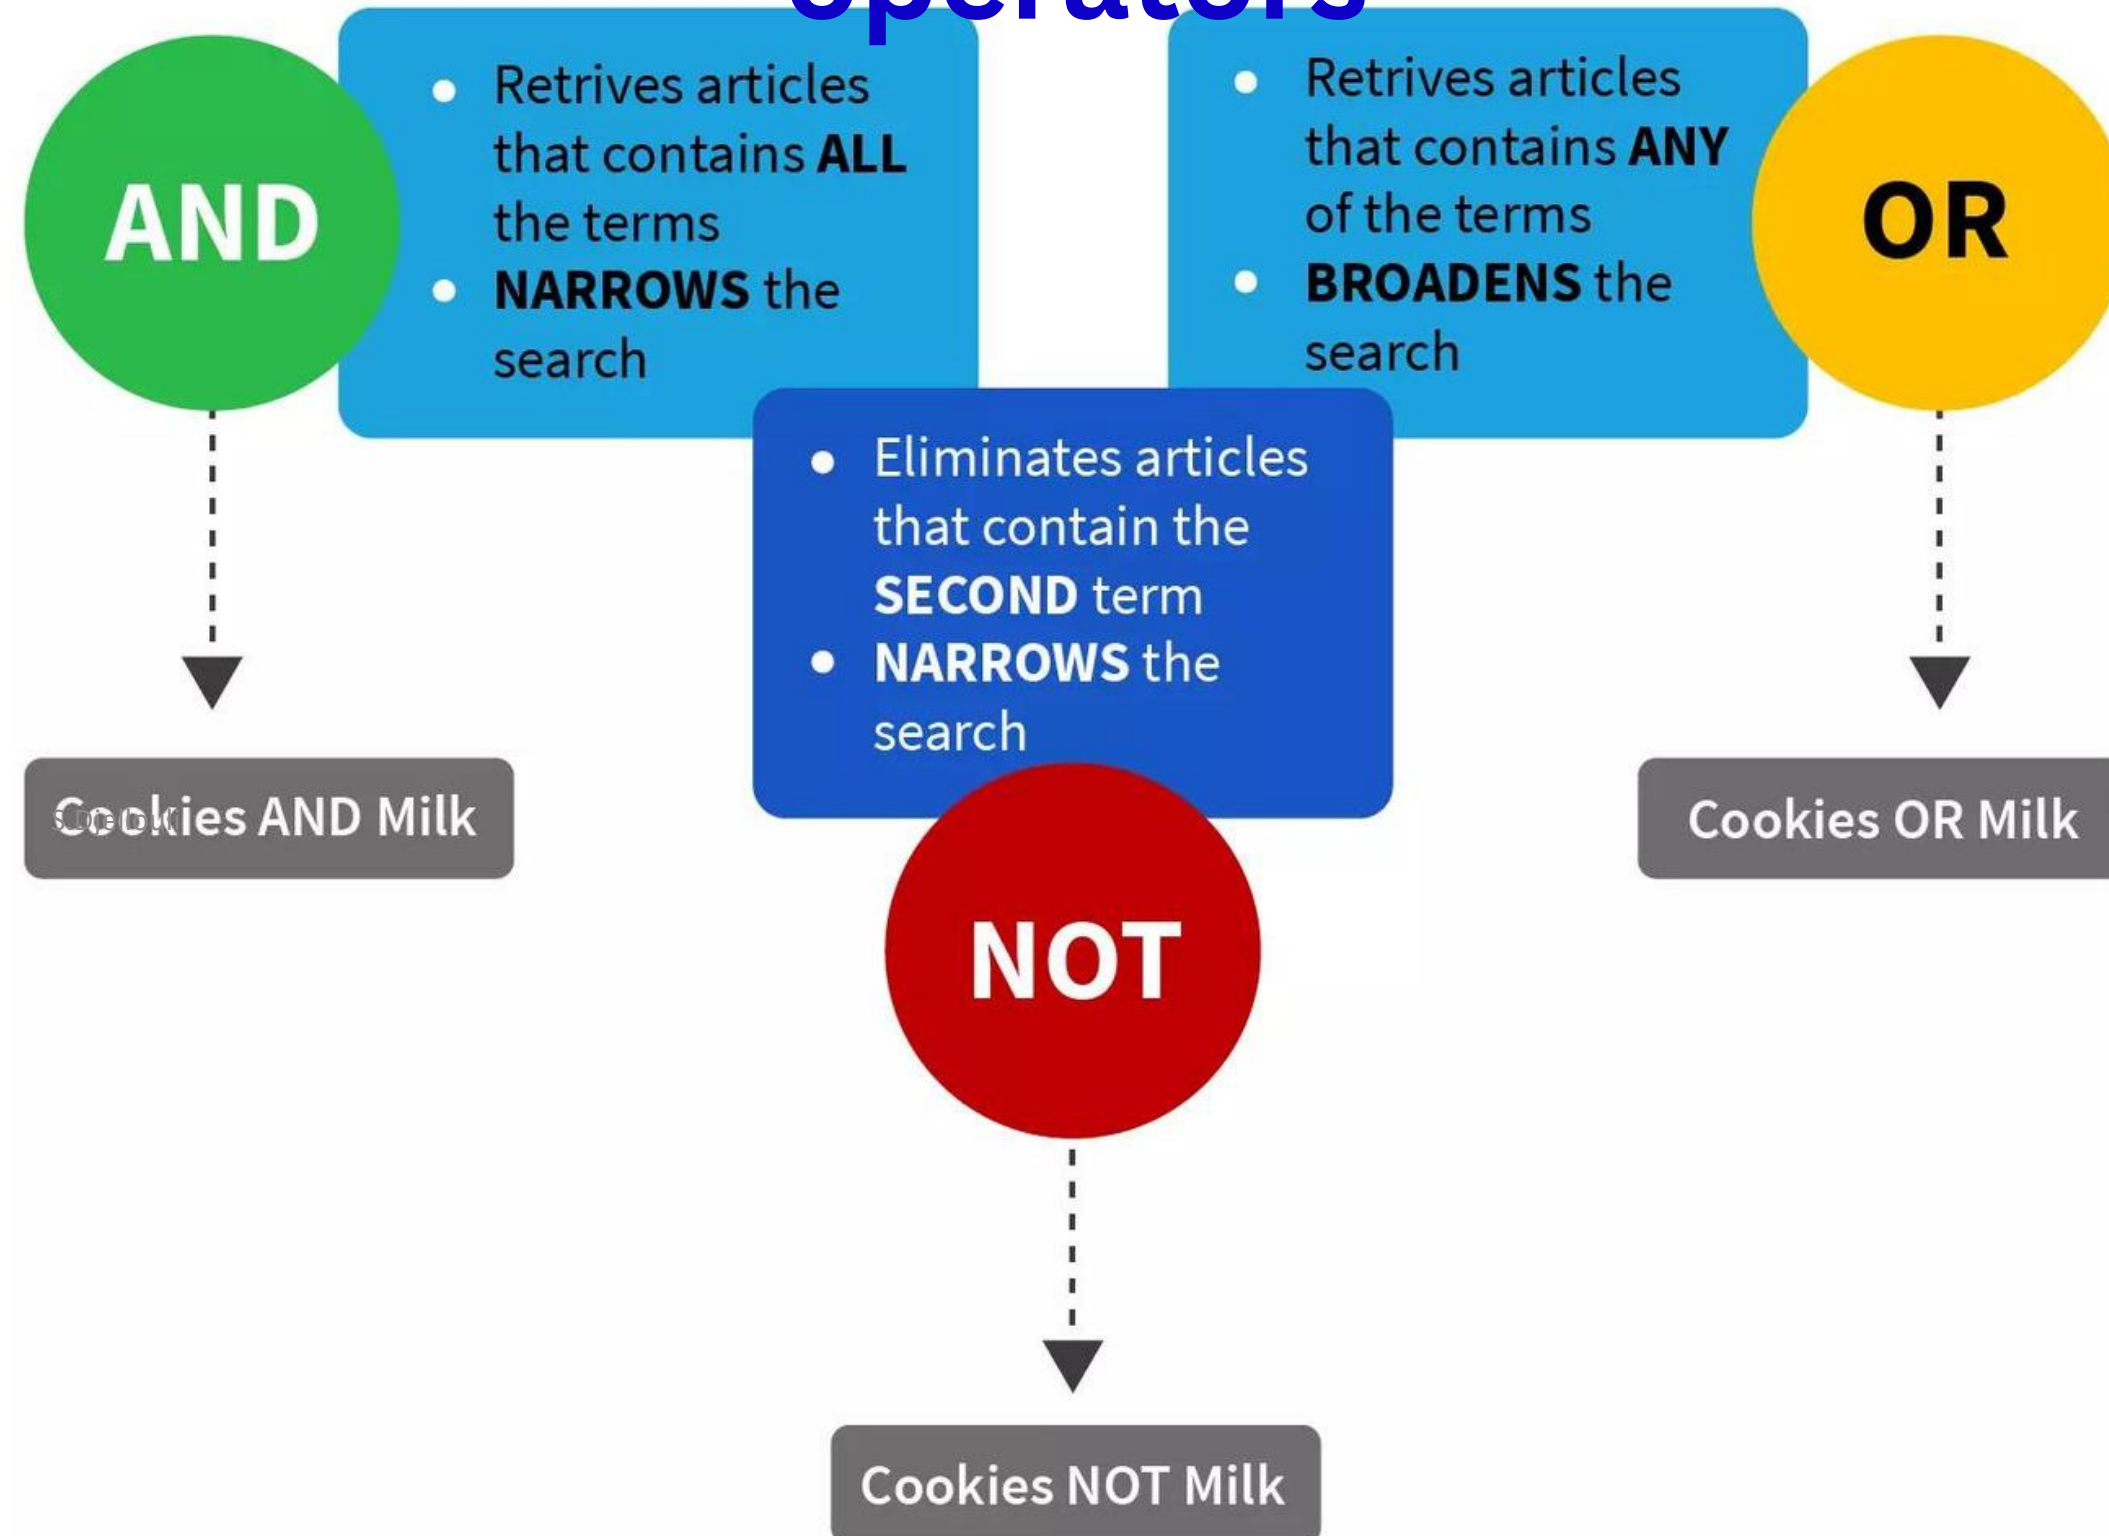 operators
AND
Retrives articles
that contains ALL
the terms
NARROWS the
search
Retrives articles
that contains ANY
of the terms
BROADENS the
search
OR
Eliminates articles
that contain the
SECOND term
NARROWS the
search
Cookies AND Milk
S.Djellouli
Cookies OR Milk
NOT
Cookies NOT Milk